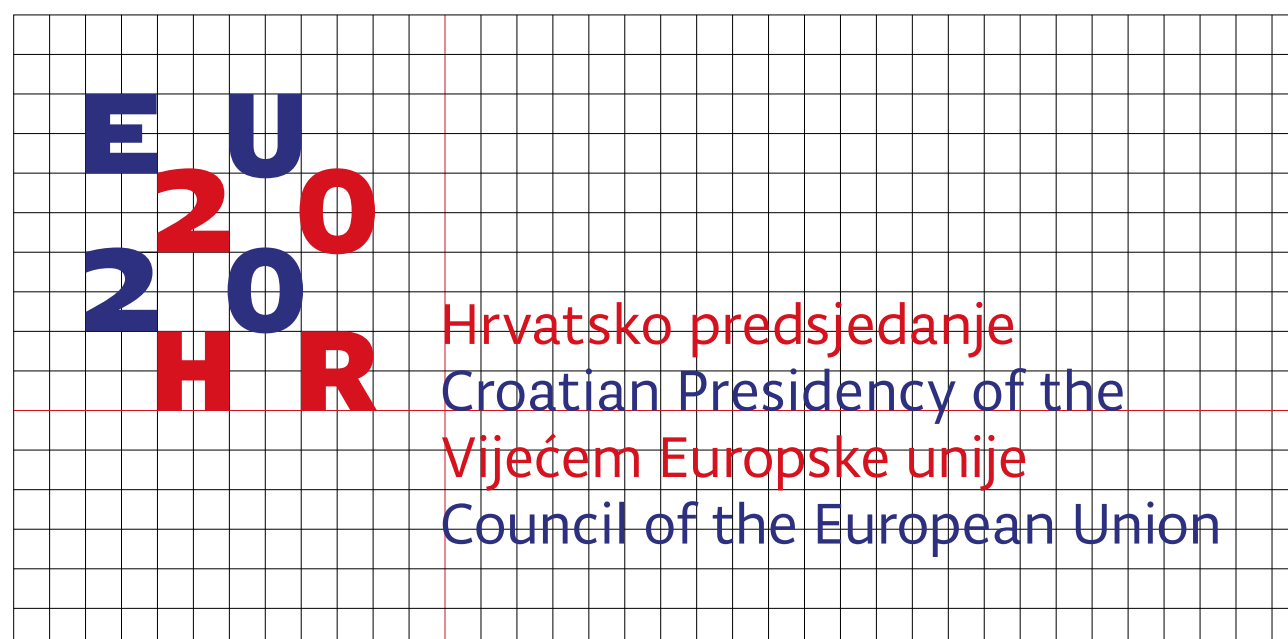 EU
20
20
HR
Hrvatsko predsjedanje
Croatian Presidency of the
Vijećem Europske unije
Council of the European Union